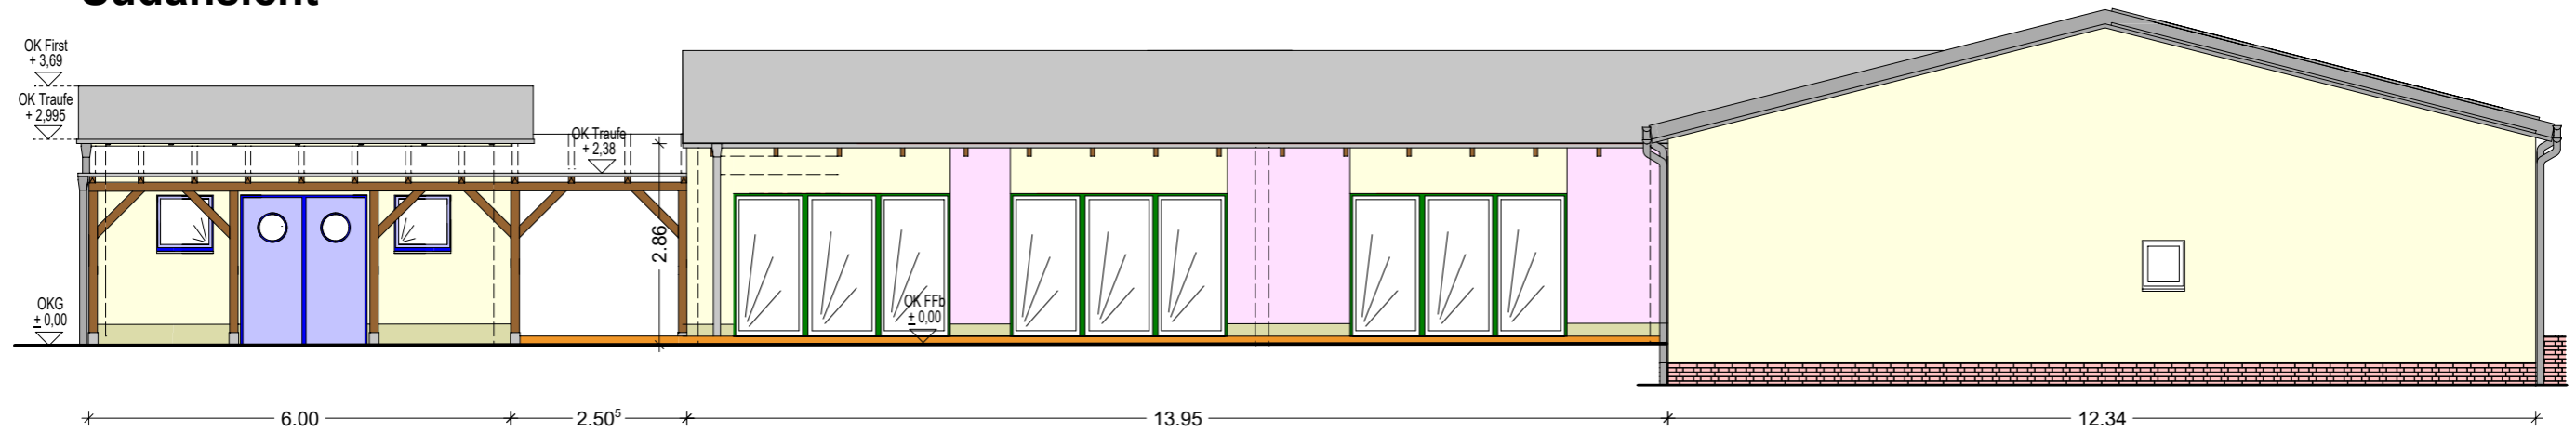 Südansicht
OK First
+ 3,69
OK Traufe
+ 2,995
OK Traufe
+ 2,38
2.86
OKG
± 0,00
OK FFb
± 0,00
6.00
2.50⁵
13.95
12.34